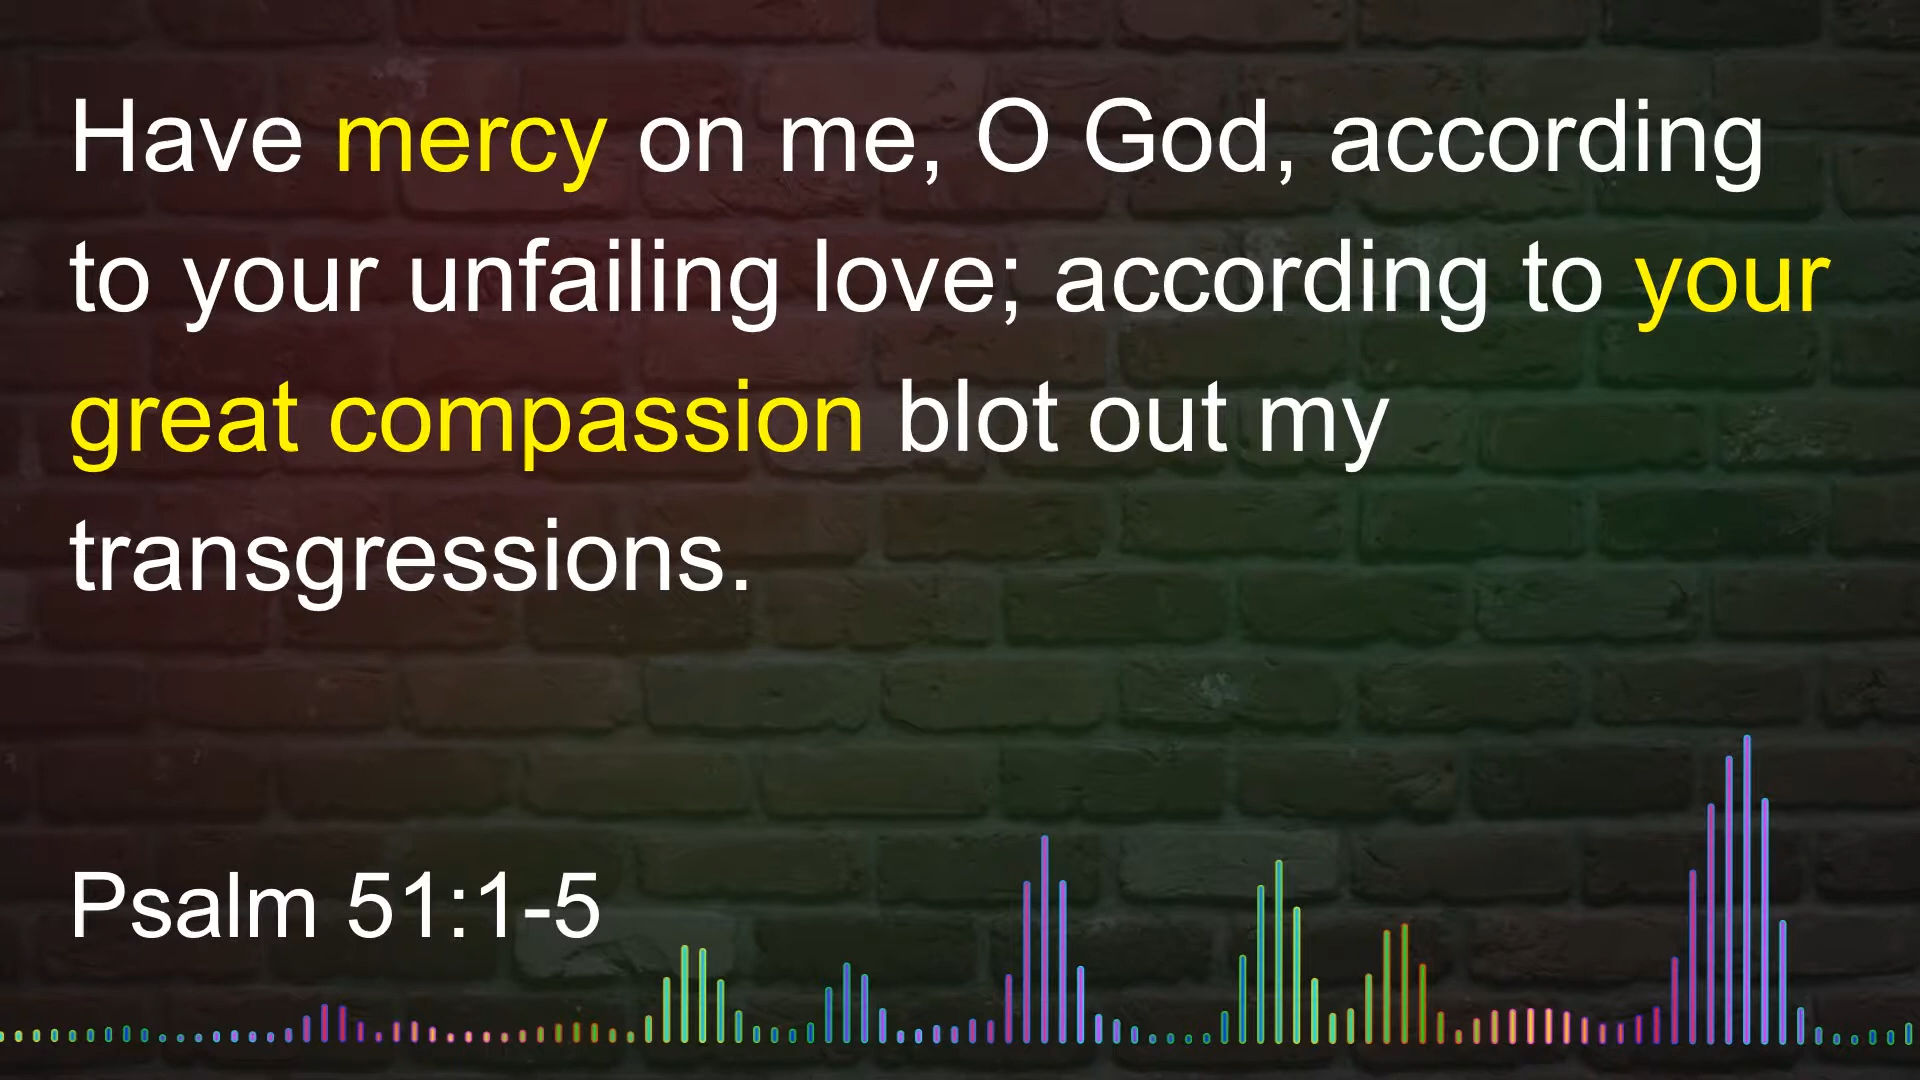 Have mercy on me, O God, according
to your unfailing love; according to your
great compassion blot out my
transgressions.
Psalm 51:1-5